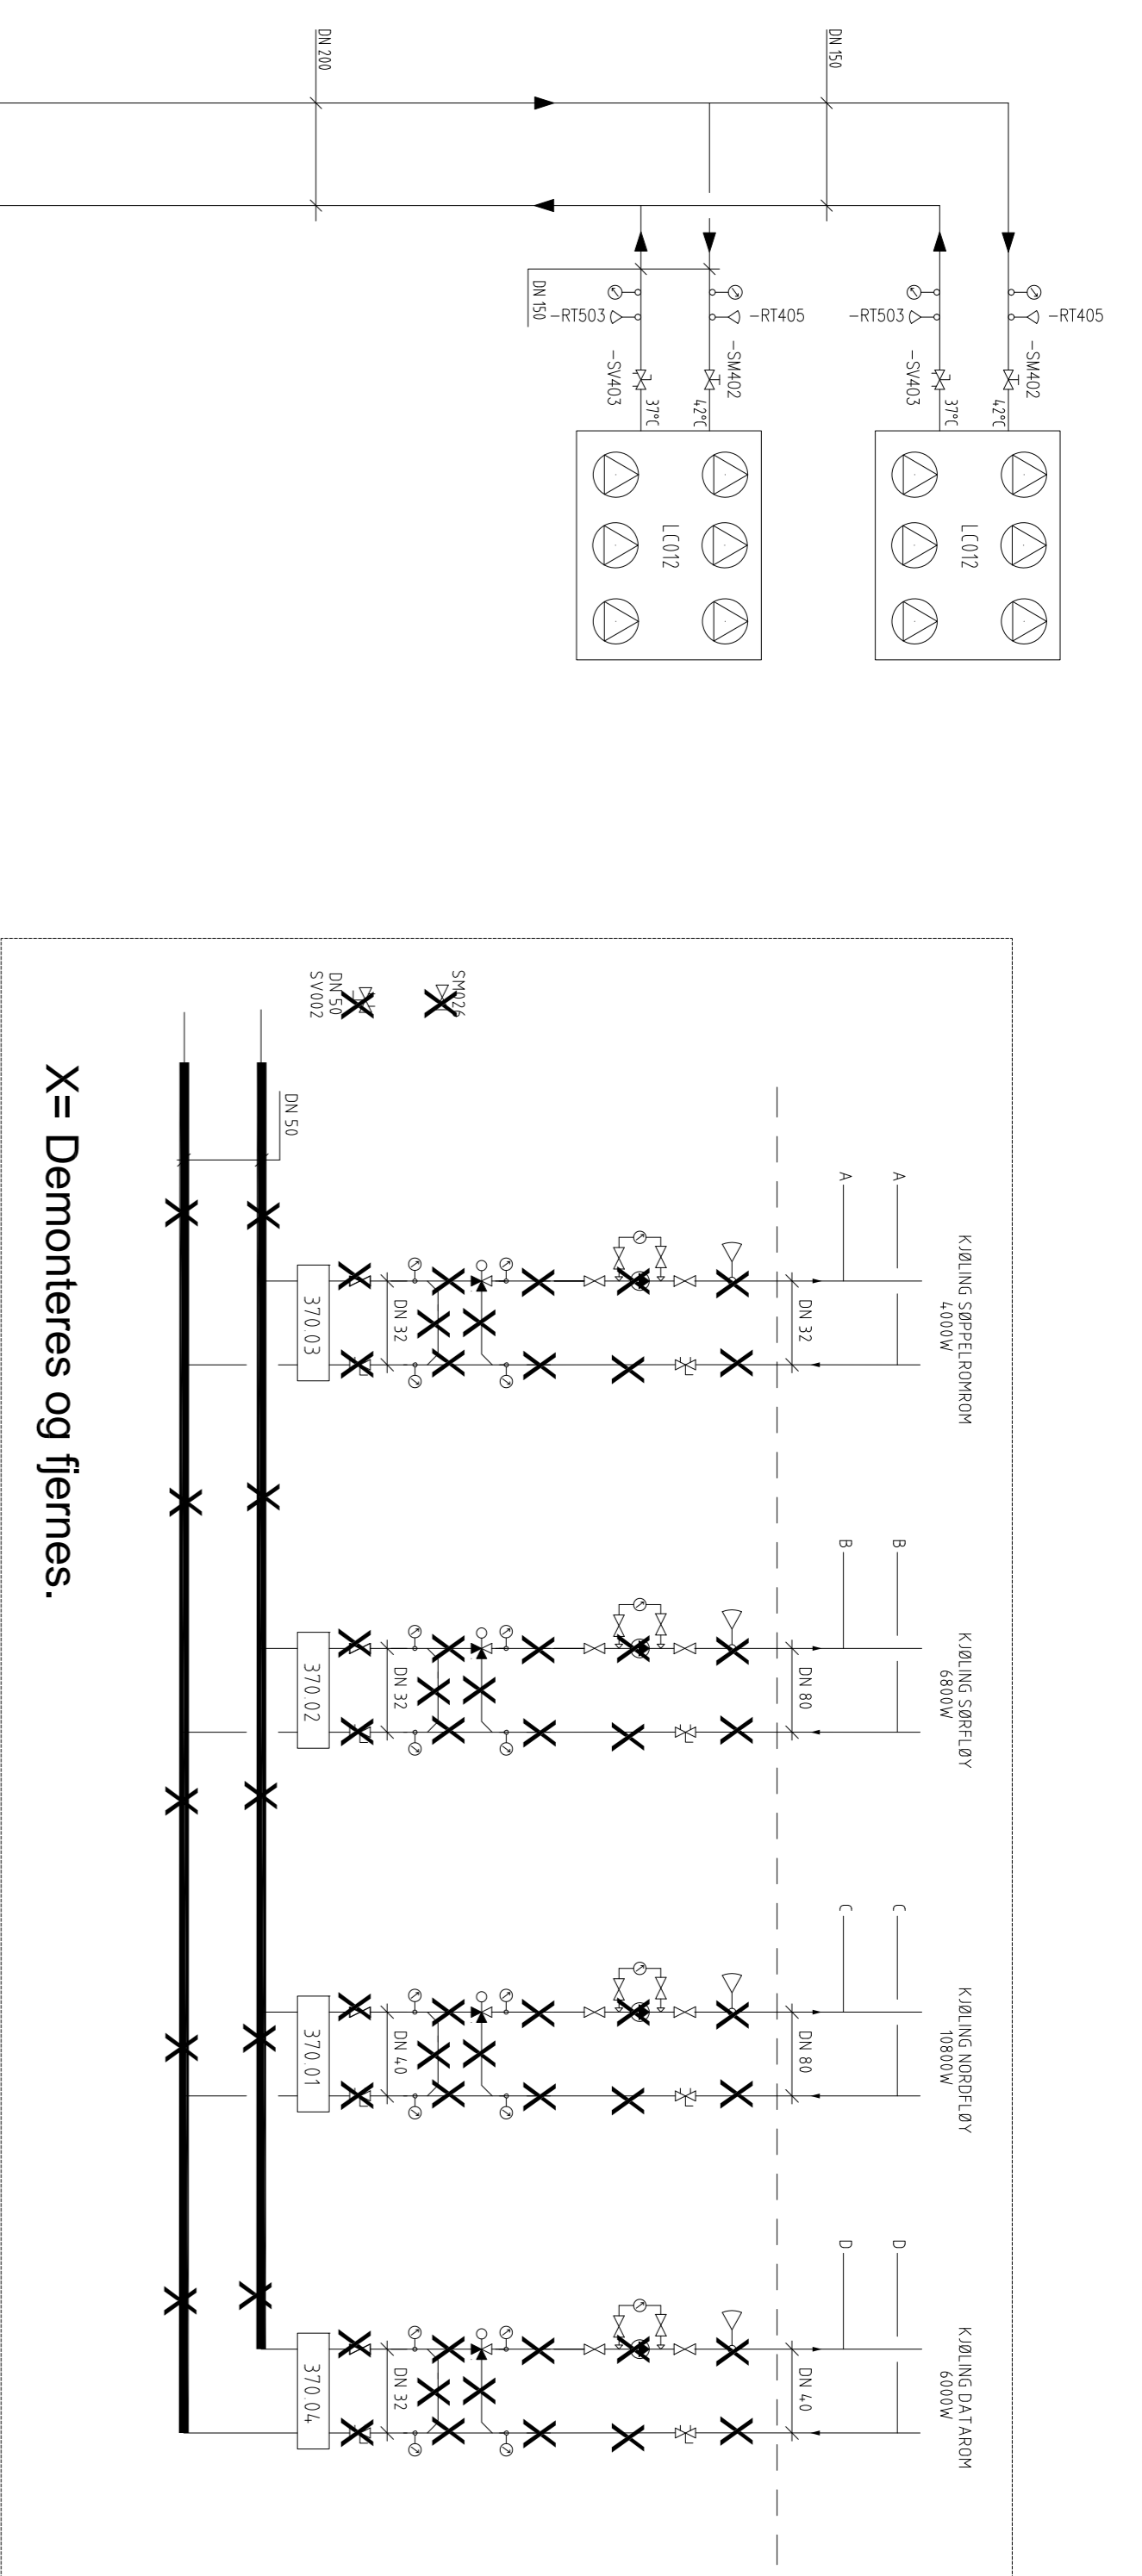 DN 200
DN 150
DN 150
-RT503
-RT405
-RT503
-RT405
-SV403
-SM402
-SV403
-SM402
37°C
42°C
37°C
42°C
LC012
LC012
SM026
DN 50
SV002
DN 50
X= Demonteres og fjernes.
KJØLING SØPPELROMROM
4000W
A
A
DN 32
DN 32
370.03
KJØLING SØRFLØY
6800W
B
B
DN 80
DN 32
370.02
KJØLING NORDFLØY
10800W
C
C
DN 80
DN 40
370.01
KJØLING DATAROM
6000W
D
D
DN 40
DN 32
370.04